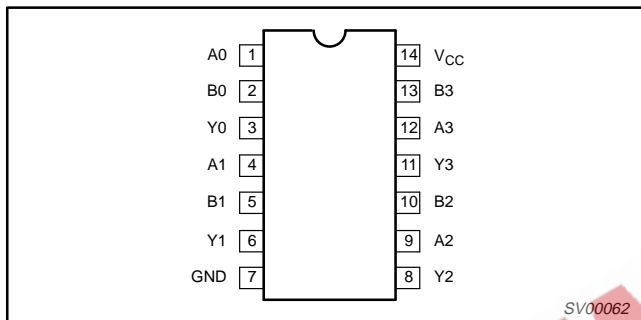 A0 1 14 VCC
B0 2 13 B3
Y0 3 12 A3
A1 4 11 Y3
B1 5 10 B2
Y1 6 9 A2
GND 7 8 Y2
SV00062